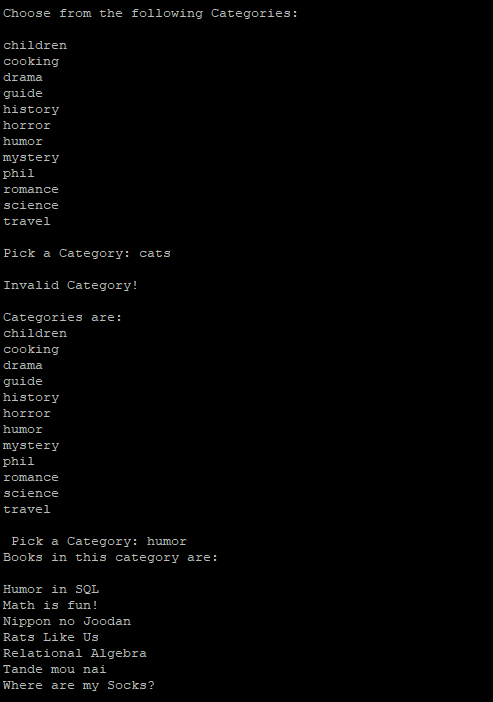 Choose from the following Categories:
children
cooking
drama
guide
history
horror
humor
mystery
phil
romance
science
travel
Pick a Category: cats
Invalid Category!
Categories are:
children
cooking
drama
guide
history
horror
humor
mystery
phil
romance
science
travel
Pick a Category: humor
Books in this category are:
Humor in SQL
Math is fun!
Nippon no Joodan
Rats Like Us
Relational Algebra
Tande mou nai
Where are my Socks?